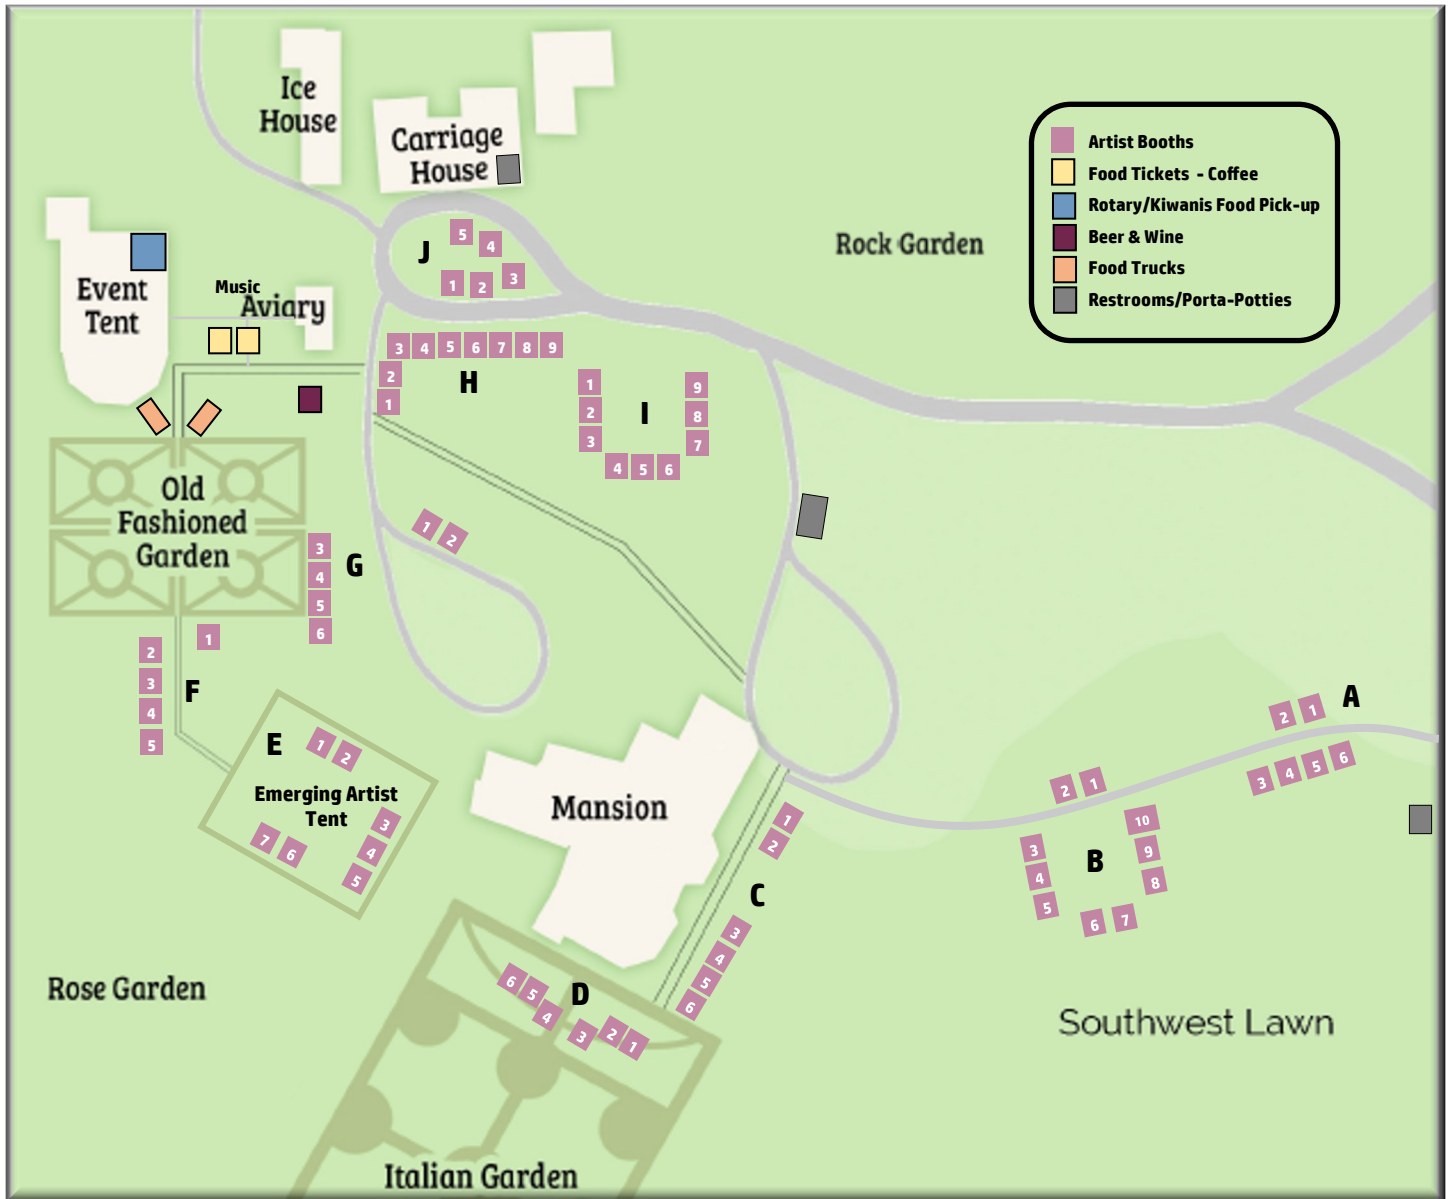 Ice
House
Carriage
House
Artist Booths
Food Tickets - Coffee
Rotary/Kiwanis Food Pick-up
Beer & Wine
Food Trucks
Restrooms/Porta-Potties
Rock Garden
J
5
4
1
2
3
Event
Tent
Music
Aviary
3 4 5 6 7 8 9
2
1
H
1
2
3
4 5 6
I
9
8
7
Old
Fashioned
Garden
1 2
3
4
5
6
G
1
2
3
4
5
F
E
1 2
Emerging Artist
Tent
3
4
5
7 6
Mansion
A
2 1
3 4 5 6
2 1
B
3
4
5
6 7
10
9
8
1
2
C
3
4
5
6
Rose Garden
D
6 5
4
3
2 1
Southwest Lawn
Italian Garden